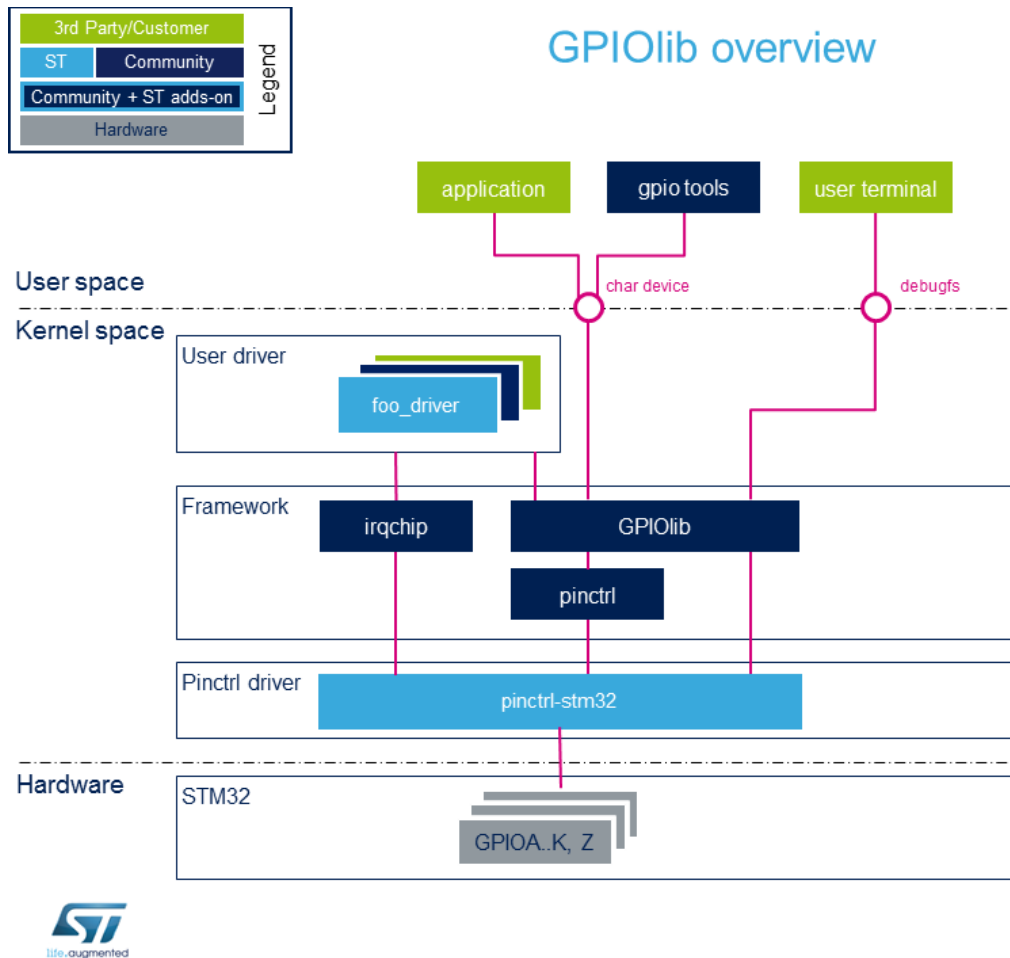 3rd Party/Customer
ST
Community
Community + ST adds-on
Hardware
Legend
GPIOlib overview
application
gpio tools
user terminal
User space
char device
debugfs
Kernel space
User driver
foo_driver
Framework
irqchip
GPIOlib
pinctrl
Pinctrl driver
pinctrl-stm32
Hardware
STM32
GPIOA..K, Z
ST
life.augmented